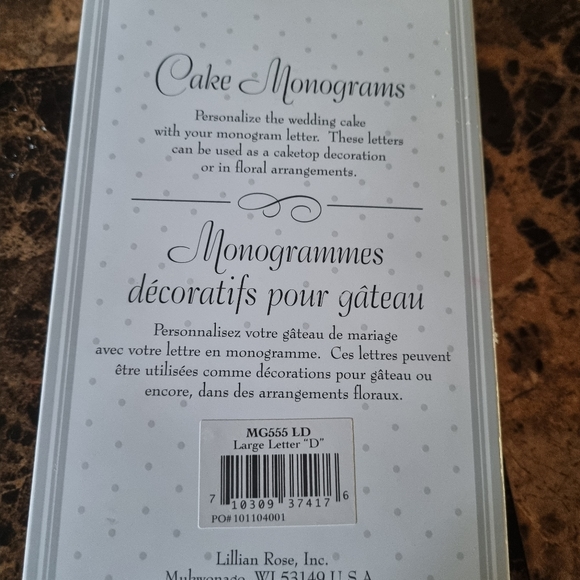 Cake Monograms
Personalize the wedding cake
with your monogram letter. These letters
can be used as a caketop decoration
or in floral arrangements.
Monogrammes
décoratifs pour gâteau
Personnalisez votre gâteau de mariage
avec votre lettre en monogramme. Ces lettres peuvent
être utilisées comme décorations pour gâteau ou
encore, dans des arrangements floraux.
MG555 LD
Large Letter "D"
7 10309 37417 6
PO# 101104001
Lillian Rose, Inc.
Mukwonago, WI 53149 U.S.A.